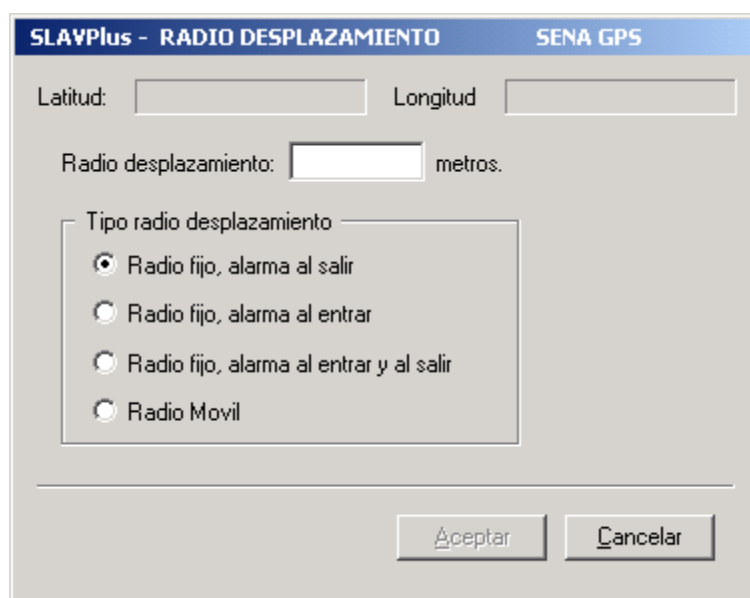 SLAVPlus - RADIO DESPLAZAMIENTO SENA GPS
Latitud: Longitud
Radio desplazamiento: metros.
Tipo radio desplazamiento
Radio fijo, alarma al salir
Radio fijo, alarma al entrar
Radio fijo, alarma al entrar y al salir
Radio Movil
Aceptar Cancelar